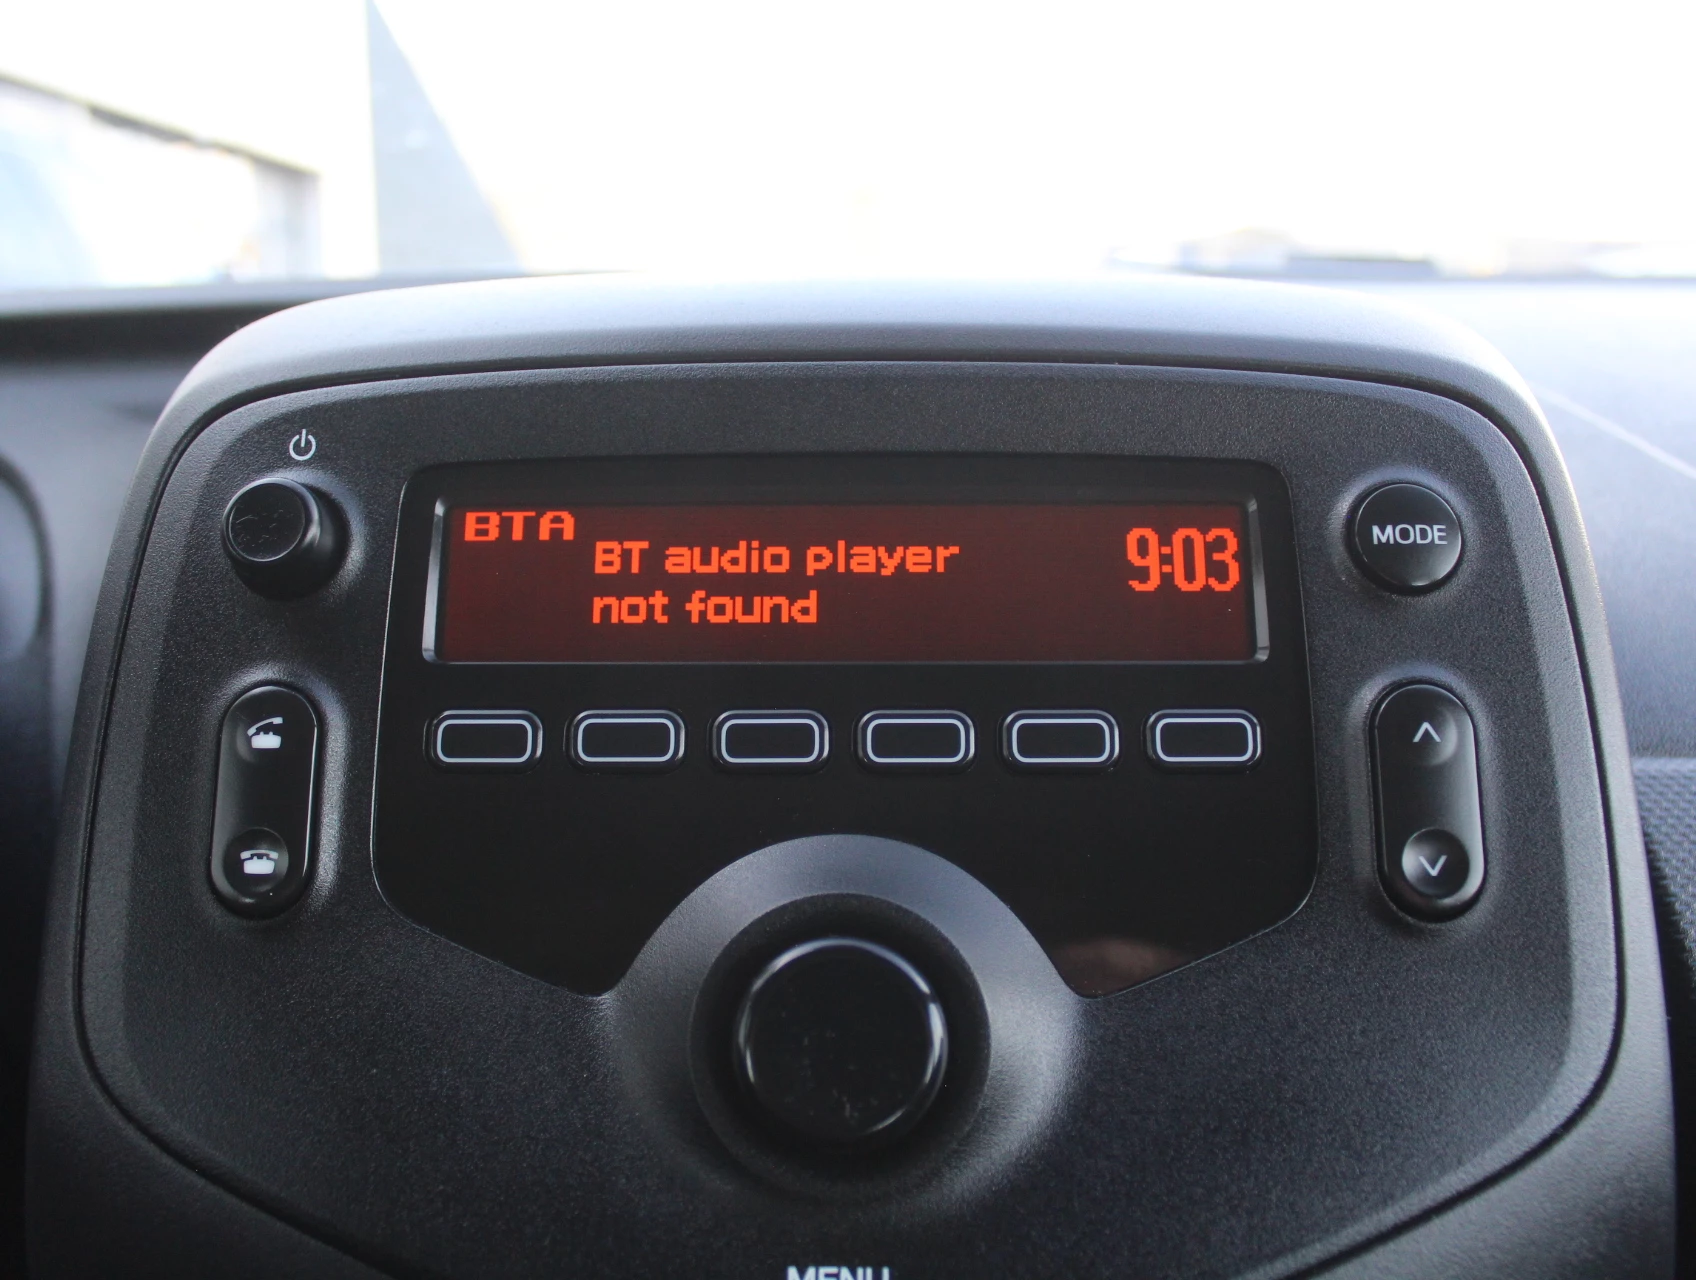 BTA
BT audio player
not found
9:03
MODE
MENU